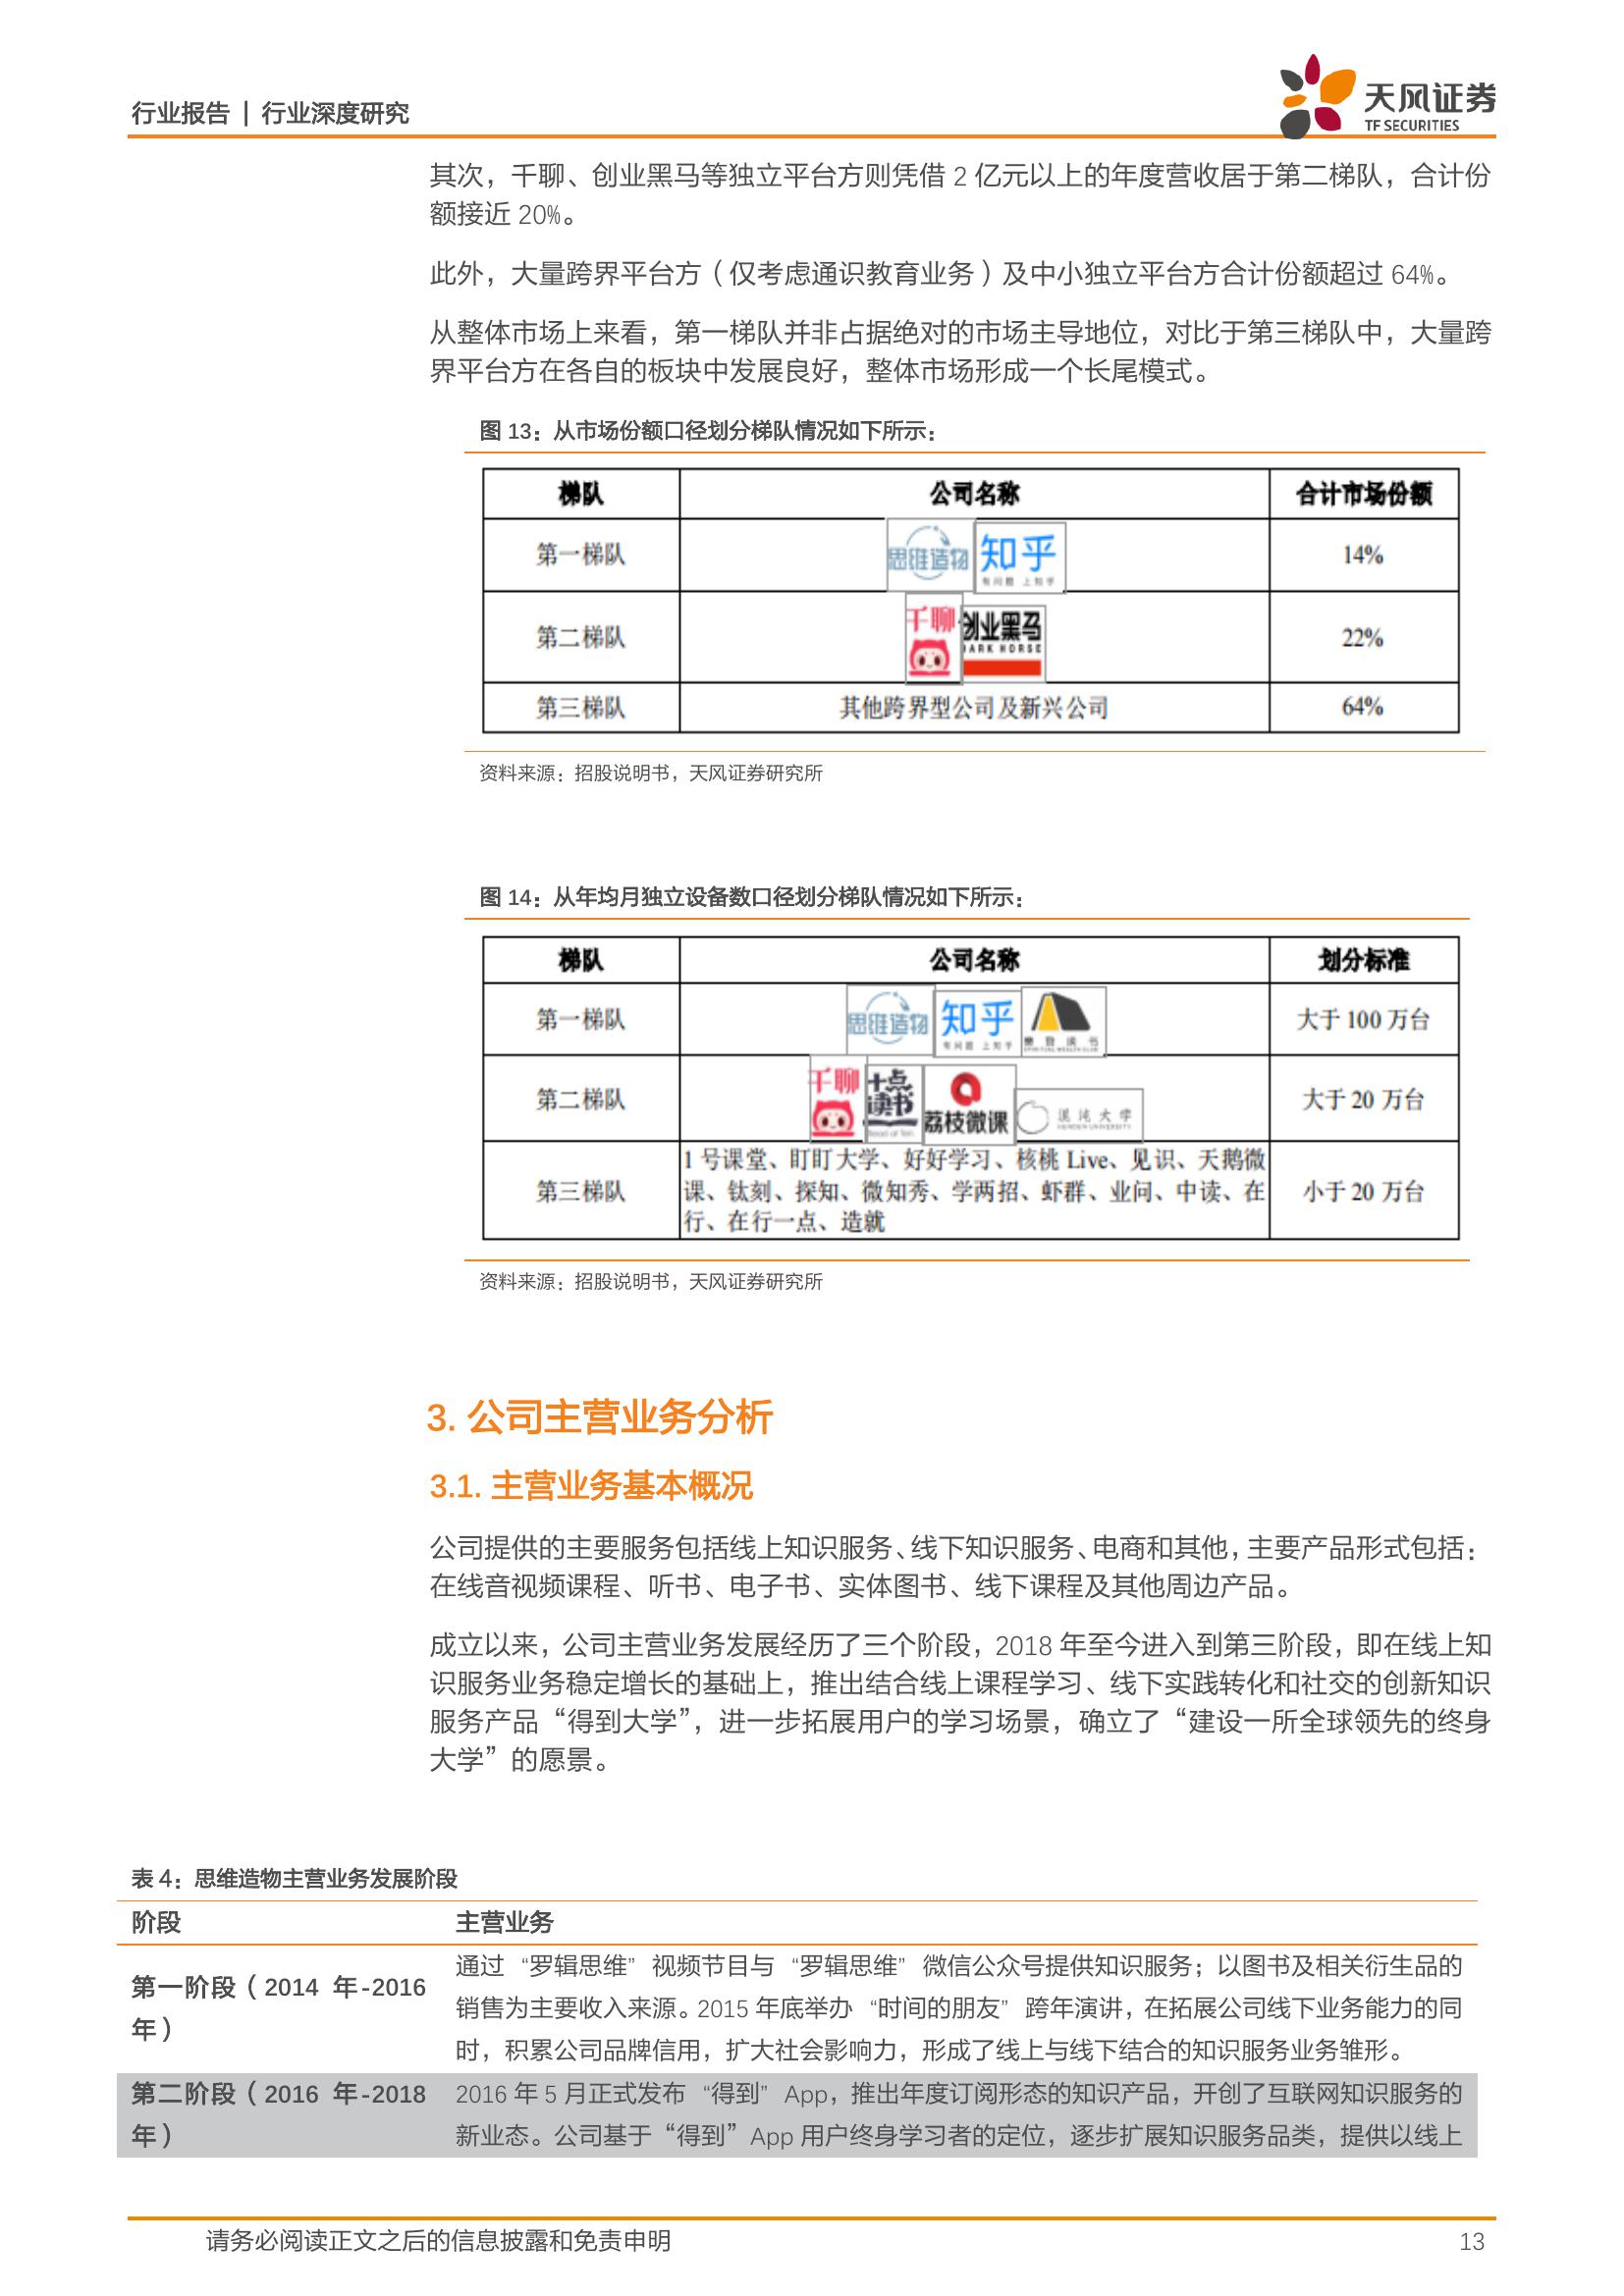 行业报告 | 行业深度研究
天风证券
TF SECURITIES
其次，千聊、创业黑马等独立平台方则凭借 2 亿元以上的年度营收居于第二梯队，合计份
额接近 20%。
此外，大量跨界平台方（仅考虑通识教育业务）及中小独立平台方合计份额超过 64%。
从整体市场上来看，第一梯队并非占据绝对的市场主导地位，对比于第三梯队中，大量跨
界平台方在各自的板块中发展良好，整体市场形成一个长尾模式。
图 13：从市场份额口径划分梯队情况如下所示：
梯队 公司名称 合计市场份额
第一梯队 思维造物 知乎 14%
有问题 上知乎
第二梯队 千聊 创业黑马 22%
DARK HORSE
第三梯队 其他跨界型公司及新兴公司 64%
资料来源：招股说明书，天风证券研究所
图 14：从年均月独立设备数口径划分梯队情况如下所示：
梯队 公司名称 划分标准
第一梯队 思维造物 知乎 大于 100 万台
有问题 上知乎 樊登读书
第二梯队 千聊 十点读书 荔枝微课 混沌大学 大于 20 万台
1 号课堂、盯盯大学、好好学习、核桃 Live、见识、天鹅微
第三梯队 课、钛刻、探知、微知秀、学两招、虾群、业问、中读、在 小于 20 万台
行、在行一点、造就
资料来源：招股说明书，天风证券研究所
3. 公司主营业务分析
3.1. 主营业务基本概况
公司提供的主要服务包括线上知识服务、线下知识服务、电商和其他，主要产品形式包括：
在线音视频课程、听书、电子书、实体图书、线下课程及其他周边产品。
成立以来，公司主营业务发展经历了三个阶段，2018 年至今进入到第三阶段，即在线上知
识服务业务稳定增长的基础上，推出结合线上课程学习、线下实践转化和社交的创新知识
服务产品“得到大学”，进一步拓展用户的学习场景，确立了“建设一所全球领先的终身
大学”的愿景。
表 4：思维造物主营业务发展阶段
阶段 主营业务
第一阶段（2014 年-2016
年）
通过“罗辑思维”视频节目与“罗辑思维”微信公众号提供知识服务；以图书及相关衍生品的
销售为主要收入来源。2015 年底举办“时间的朋友”跨年演讲，在拓展公司线下业务能力的同
时，积累公司品牌信用，扩大社会影响力，形成了线上与线下结合的知识服务业务雏形。
第二阶段（2016 年-2018
年）
2016 年 5 月正式发布“得到”App，推出年度订阅形态的知识产品，开创了互联网知识服务的
新业态。公司基于“得到”App 用户终身学习者的定位，逐步扩展知识服务品类，提供以线上
请务必阅读正文之后的信息披露和免责申明 13